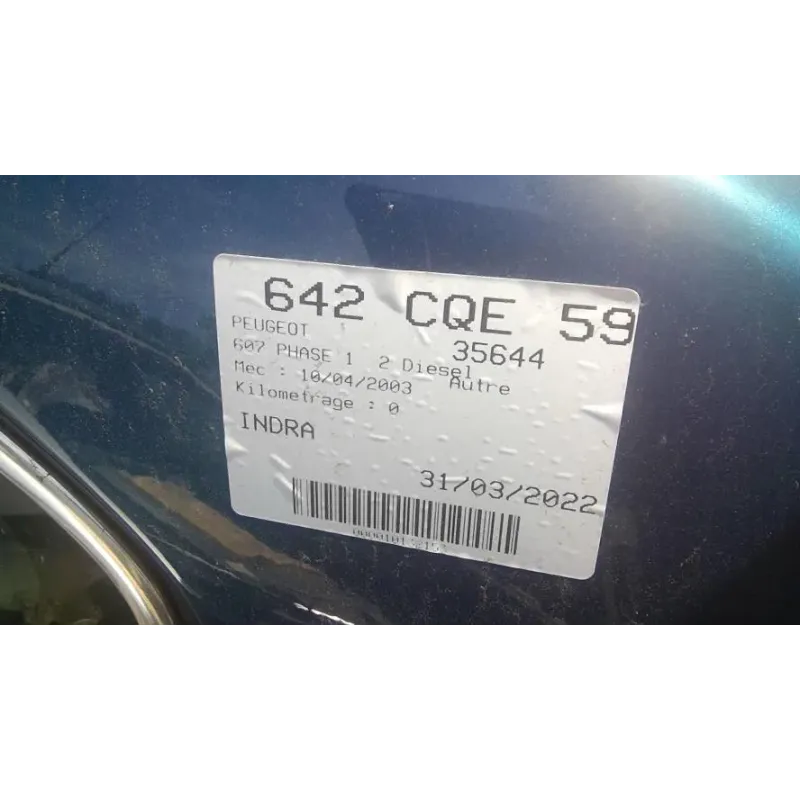 642 CQE 59
PEUGEOT 35644
607 PHASE 1 2 Diesel
Mec : 10/04/2003 Autre
Kilometrage : 0
INDRA
31/03/2022